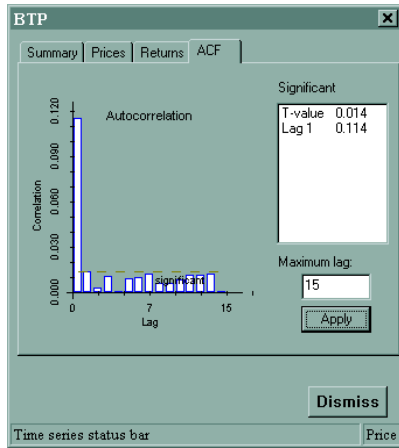 BTP
Summary Prices Returns ACF
Significant
T-value 0.014
Lag 1 0.114
Autocorrelation
Correlation
0.120
0.090
0.060
0.030
0.000
significant
0 7 15
Lag
Maximum lag:
15
Apply
Dismiss
Time series status bar Price